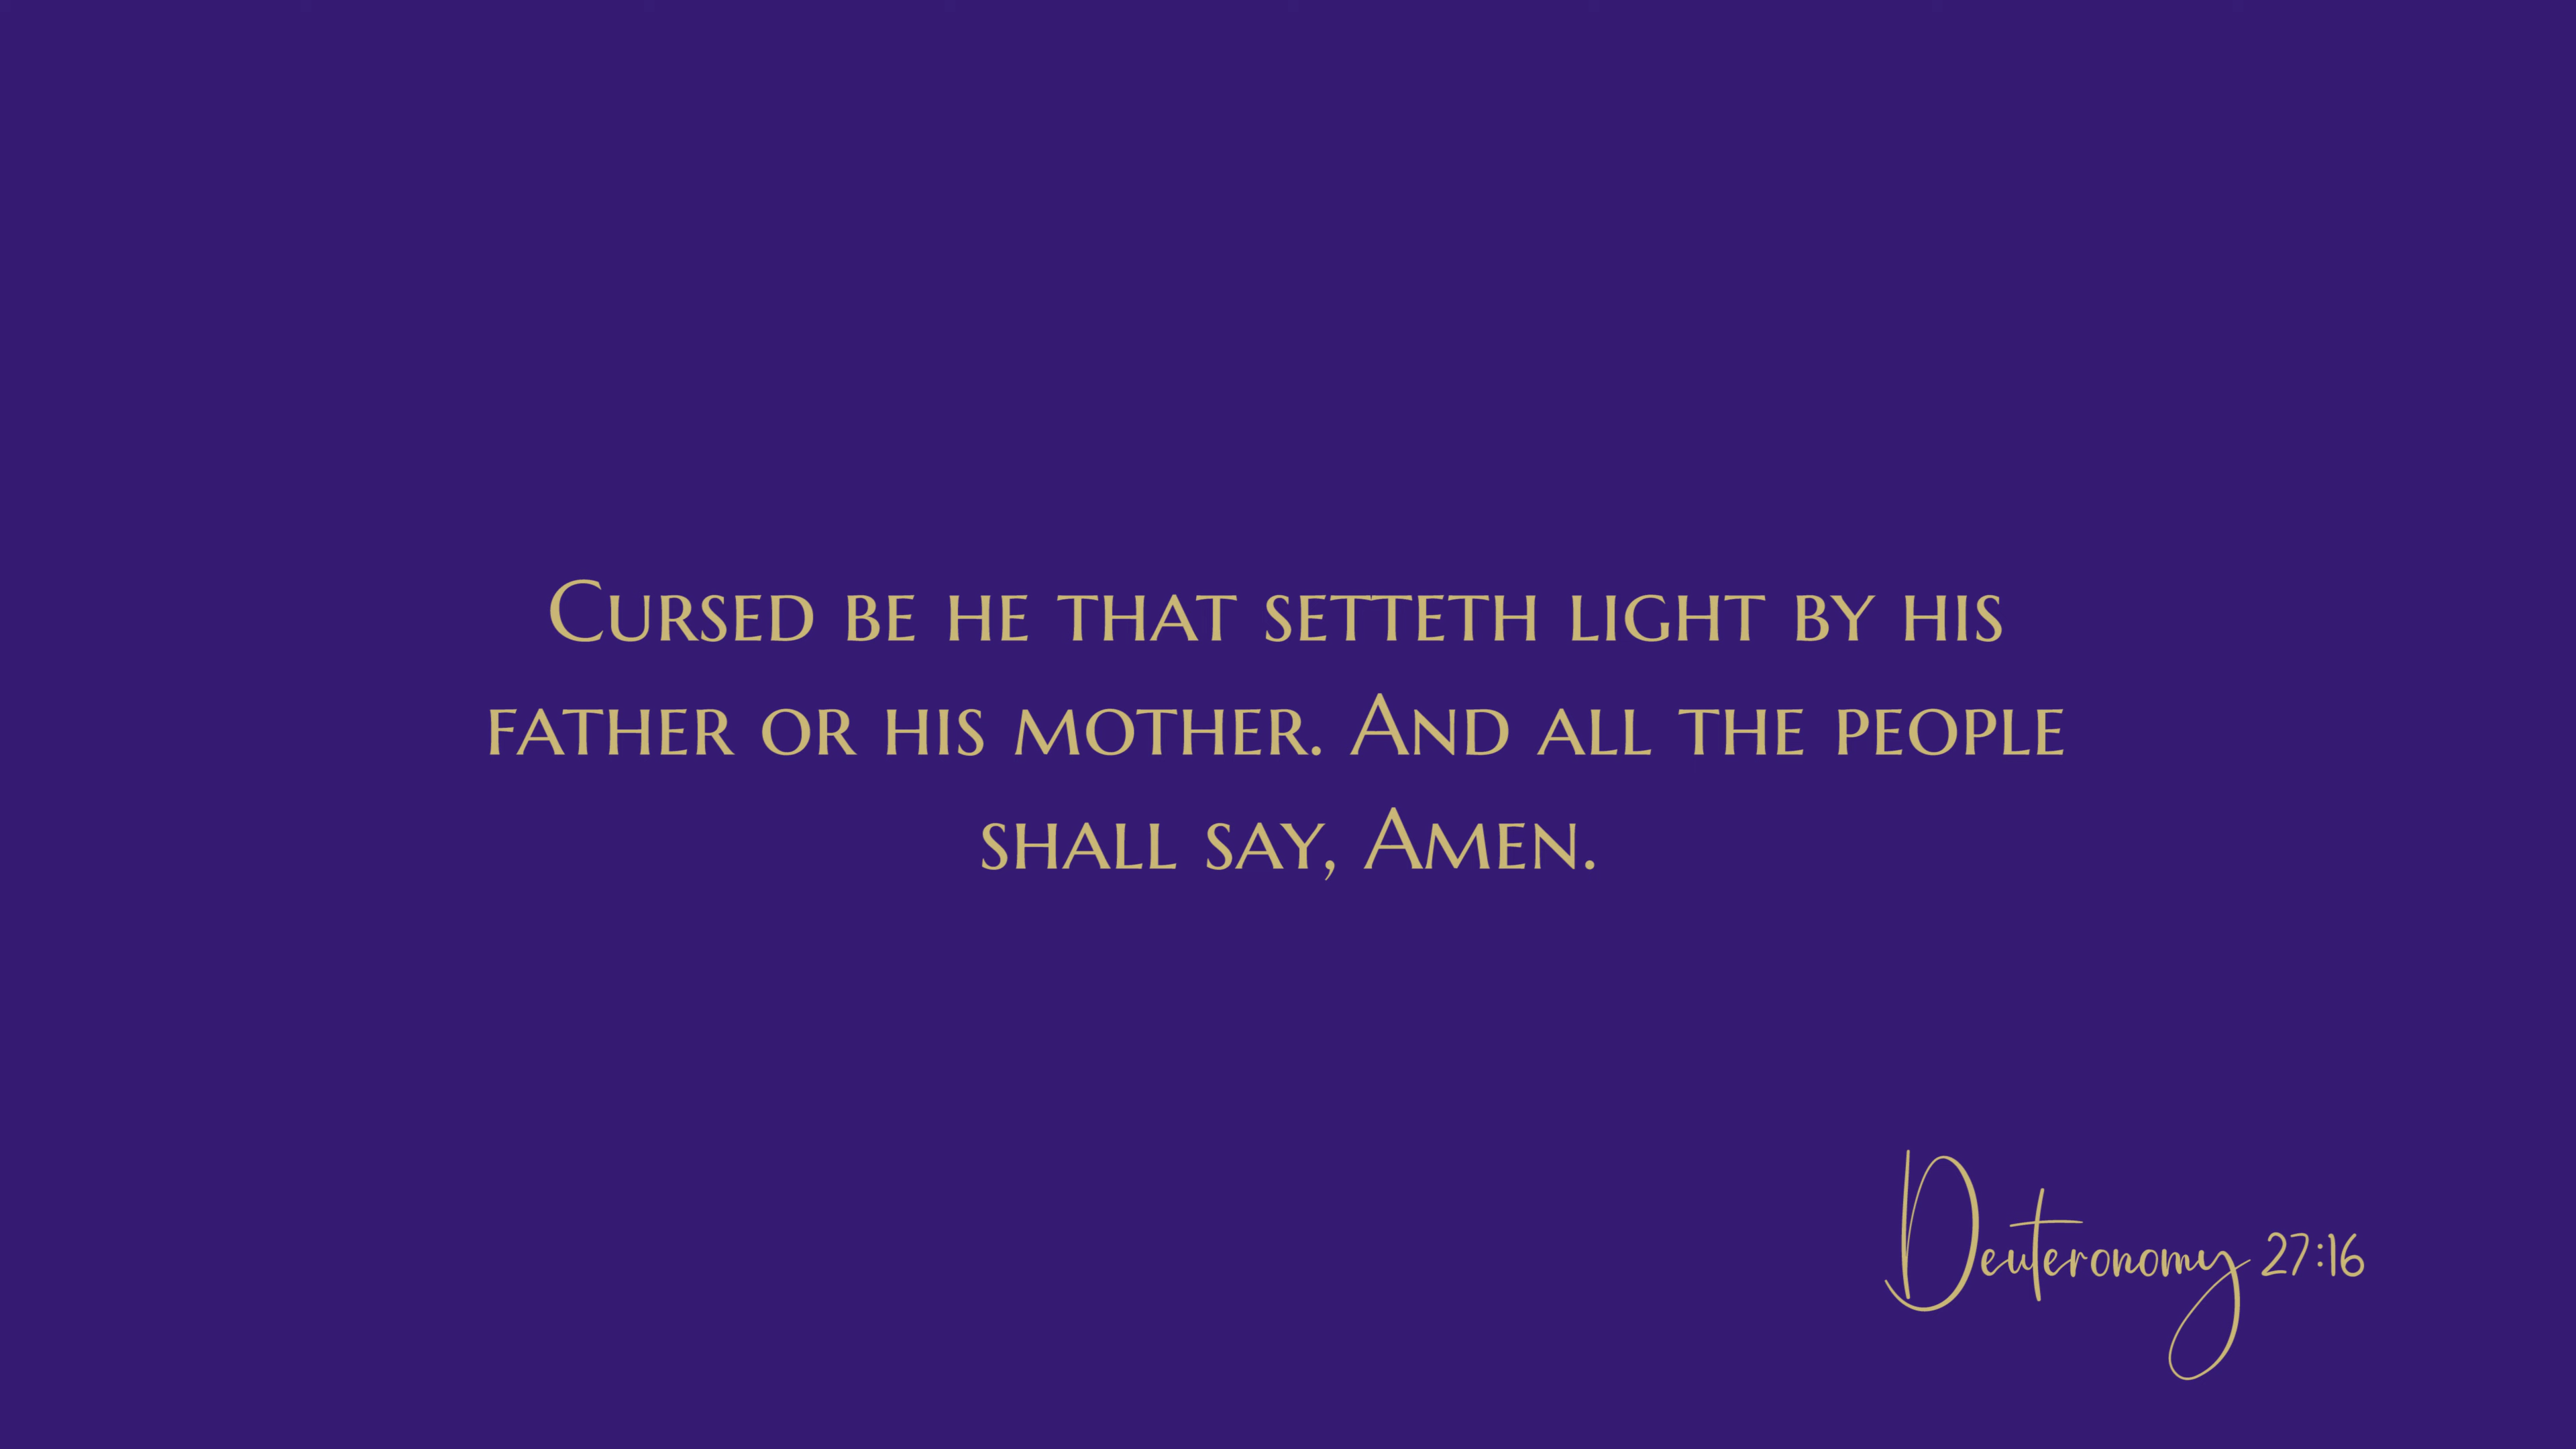 Cursed be he that setteth light by his
father or his mother. And all the people
shall say, Amen.
Deuteronomy 27:16